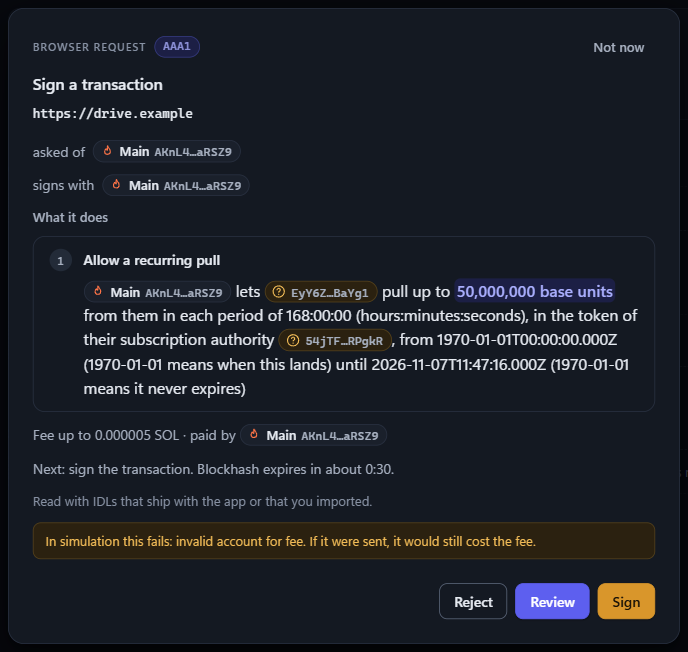 BROWSER REQUEST AAA1 Not now
Sign a transaction
https://drive.example
asked of Main AKnL4…aRSZ9
signs with Main AKnL4…aRSZ9
What it does
1 Allow a recurring pull
Main AKnL4…aRSZ9 lets EyY6Z…BaYg1 pull up to 50,000,000 base units
from them in each period of 168:00:00 (hours:minutes:seconds), in the token of
their subscription authority 54jTF…RPgkR, from 1970-01-01T00:00:00.000Z
(1970-01-01 means when this lands) until 2026-11-07T11:47:16.000Z (1970-01-01
means it never expires)
Fee up to 0.000005 SOL · paid by Main AKnL4…aRSZ9
Next: sign the transaction. Blockhash expires in about 0:30.
Read with IDLs that ship with the app or that you imported.
In simulation this fails: invalid account for fee. If it were sent, it would still cost the fee.
Reject Review Sign